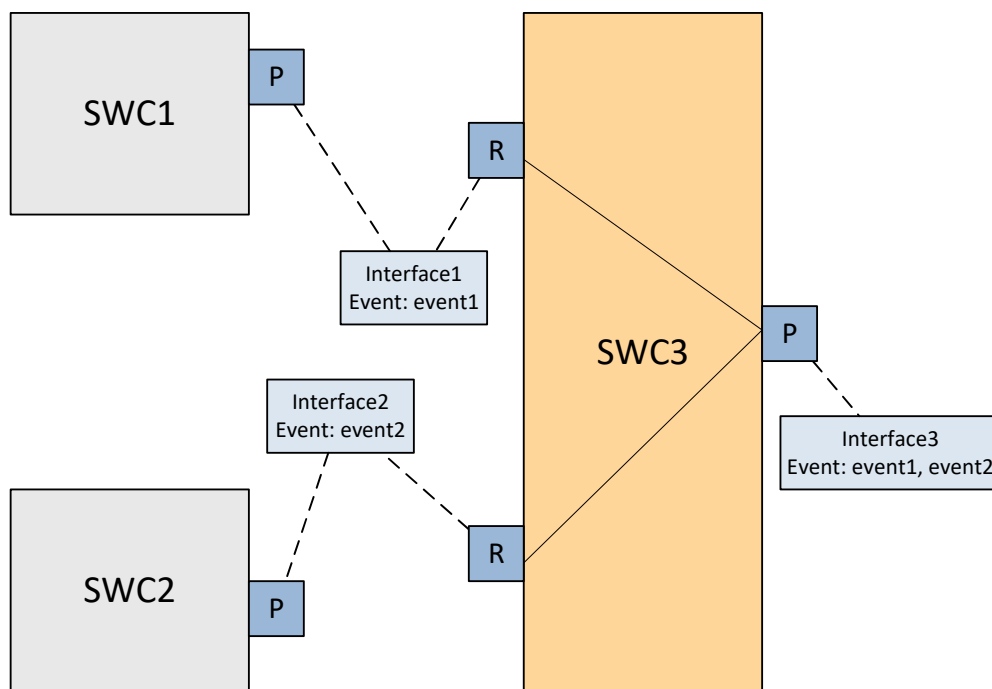 SWC1
P
R
Interface1
Event: event1
SWC3
P
Interface2
Event: event2
Interface3
Event: event1, event2
R
SWC2
P